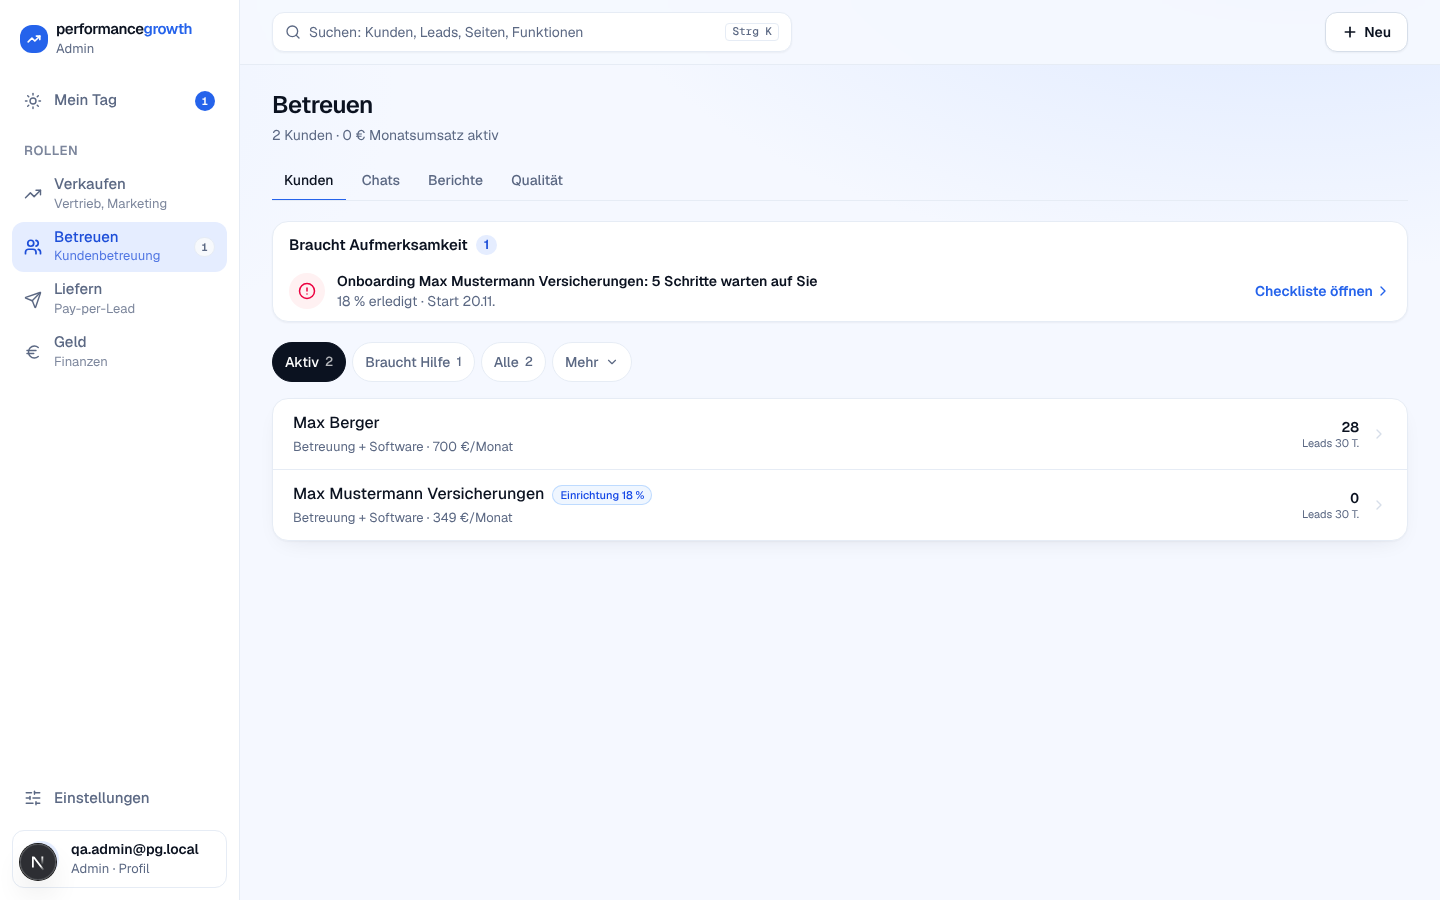 performancegrowth
Admin
Suchen: Kunden, Leads, Seiten, Funktionen
Strg K
Neu
Mein Tag
1
ROLLEN
Verkaufen
Vertrieb, Marketing
Betreuen
Kundenbetreuung
1
Liefern
Pay-per-Lead
Geld
Finanzen
Einstellungen
N
qa.admin@pg.local
Admin · Profil
Betreuen
2 Kunden · 0 € Monatsumsatz aktiv
Kunden Chats Berichte Qualität
Braucht Aufmerksamkeit 1
Onboarding Max Mustermann Versicherungen: 5 Schritte warten auf Sie
18 % erledigt · Start 20.11.
Checkliste öffnen
Aktiv 2 Braucht Hilfe 1 Alle 2 Mehr
Max Berger
Betreuung + Software · 700 €/Monat
28
Leads 30 T.
Max Mustermann Versicherungen Einrichtung 18 %
Betreuung + Software · 349 €/Monat
0
Leads 30 T.